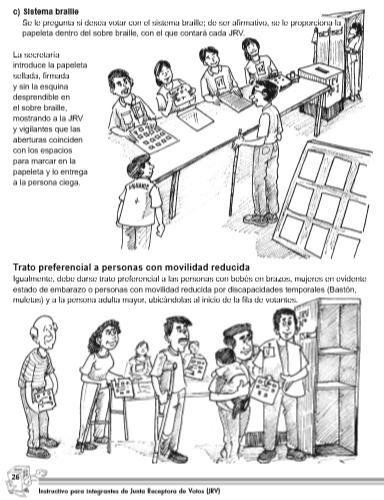 c) Sistema braille
Se le pregunta si desea votar con el sistema braille; de ser afirmativo, se le proporciona la
papeleta dentro del sobre braille, con el que contará cada JRV.
La secretaria
introduce la papeleta
sellada, firmada
y sin la esquina
desprendible en
el sobre braille,
mostrando a la JRV
y vigilantes que las
aberturas coinciden
con los espacios
para marcar en la
papeleta y lo entrega
a la persona ciega.
Trato preferencial a personas con movilidad reducida
Igualmente, debe darse trato preferencial a las personas con bebés en brazos, mujeres en evidente
estado de embarazo o personas con movilidad reducida por discapacidades temporales (Bastón,
muletas) y a la persona adulta mayor, ubicándolas al inicio de la fila de votantes.
26
Instructivo para integrantes de Junta Receptora de Votos (JRV)